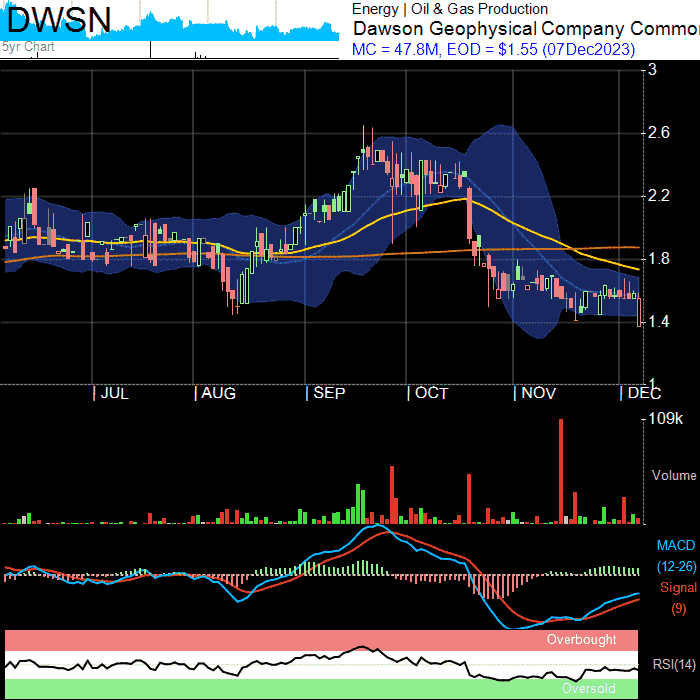 DWSN
5yr Chart
Energy | Oil & Gas Production
Dawson Geophysical Company Common
MC = 47.8M, EOD = $1.55 (07Dec2023)
3
2.6
2.2
1.8
1.4
1
JUL
AUG
SEP
OCT
NOV
DEC
109k
Volume
MACD
(12-26)
Signal
(9)
Overbought
RSI(14)
Oversold